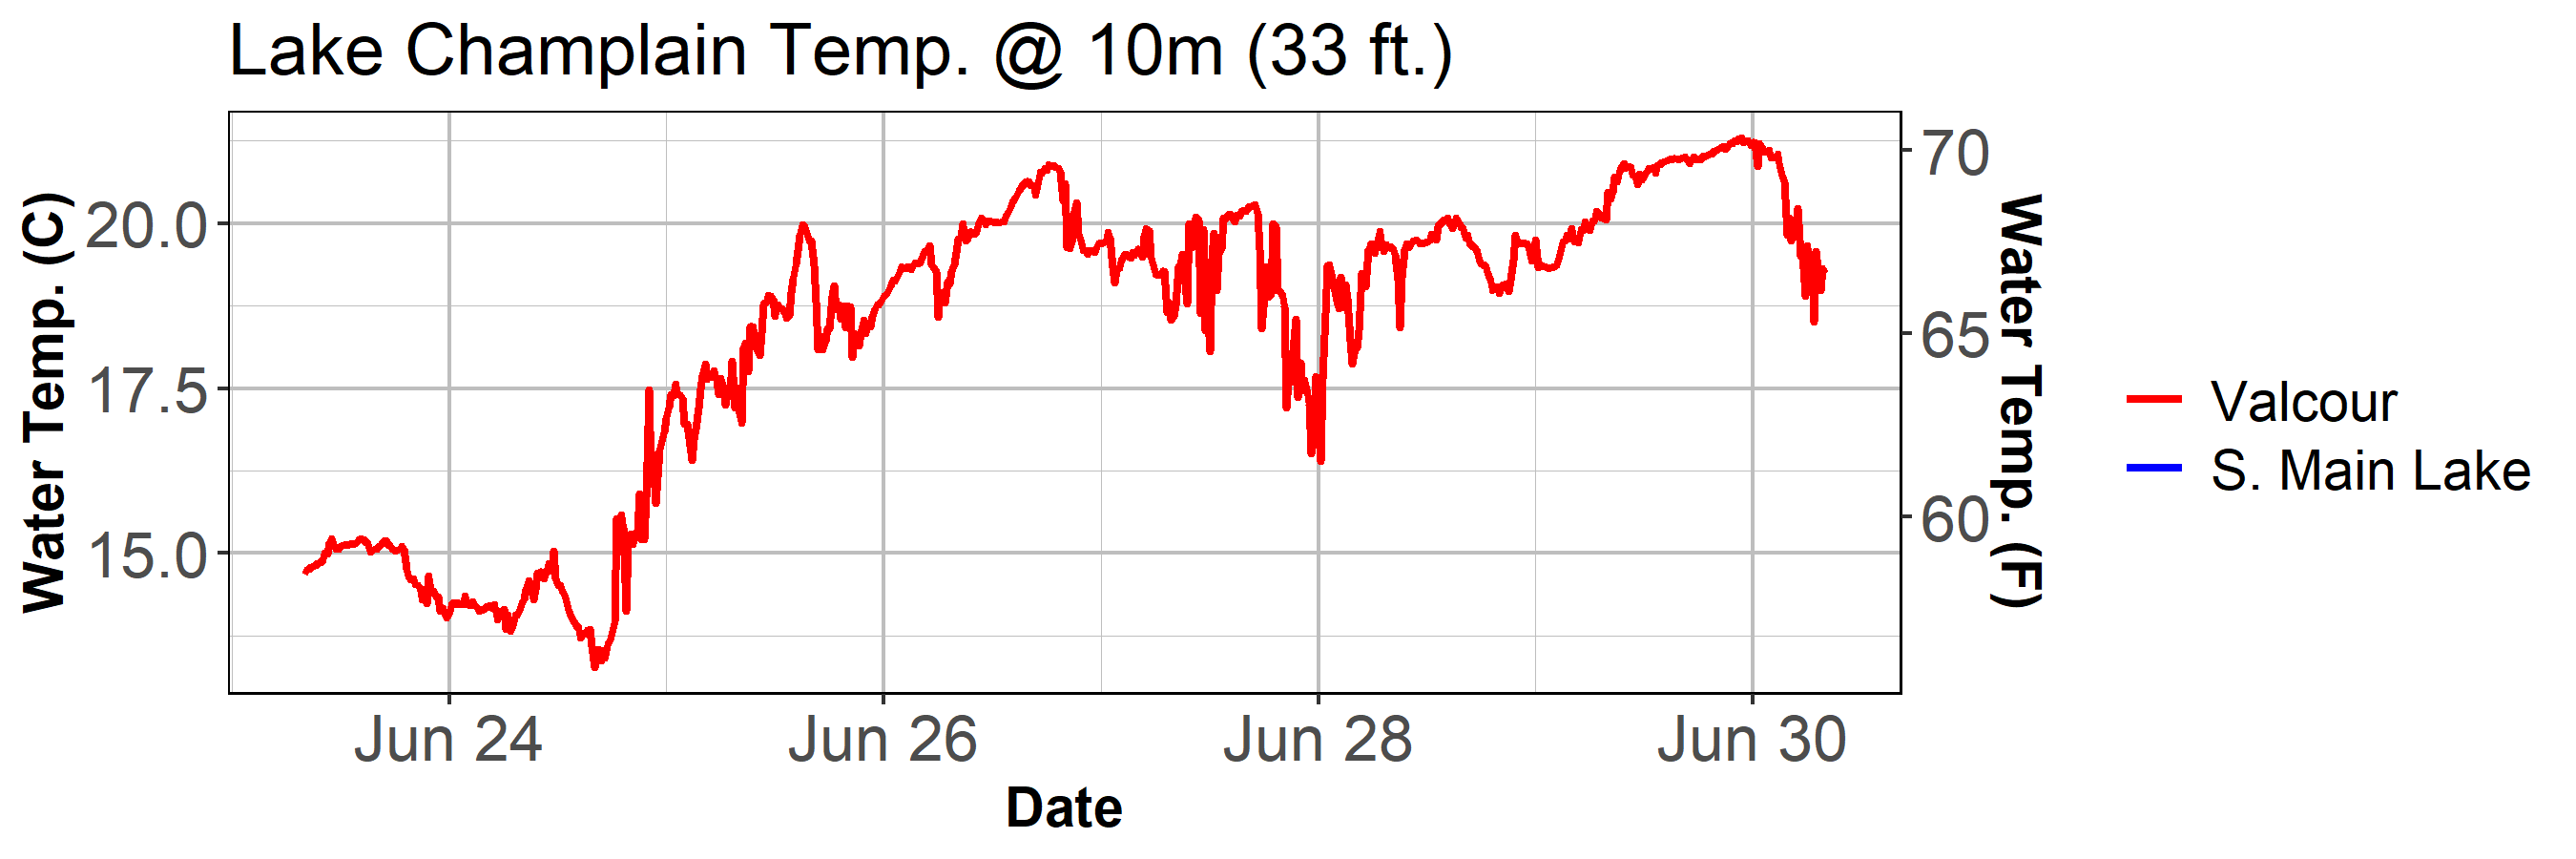 Lake Champlain Temp. @ 10m (33 ft.)
Water Temp. (C)
20.0
17.5
15.0
70
65
60
Water Temp. (F)
Jun 24
Jun 26
Jun 28
Jun 30
Date
Valcour
S. Main Lake